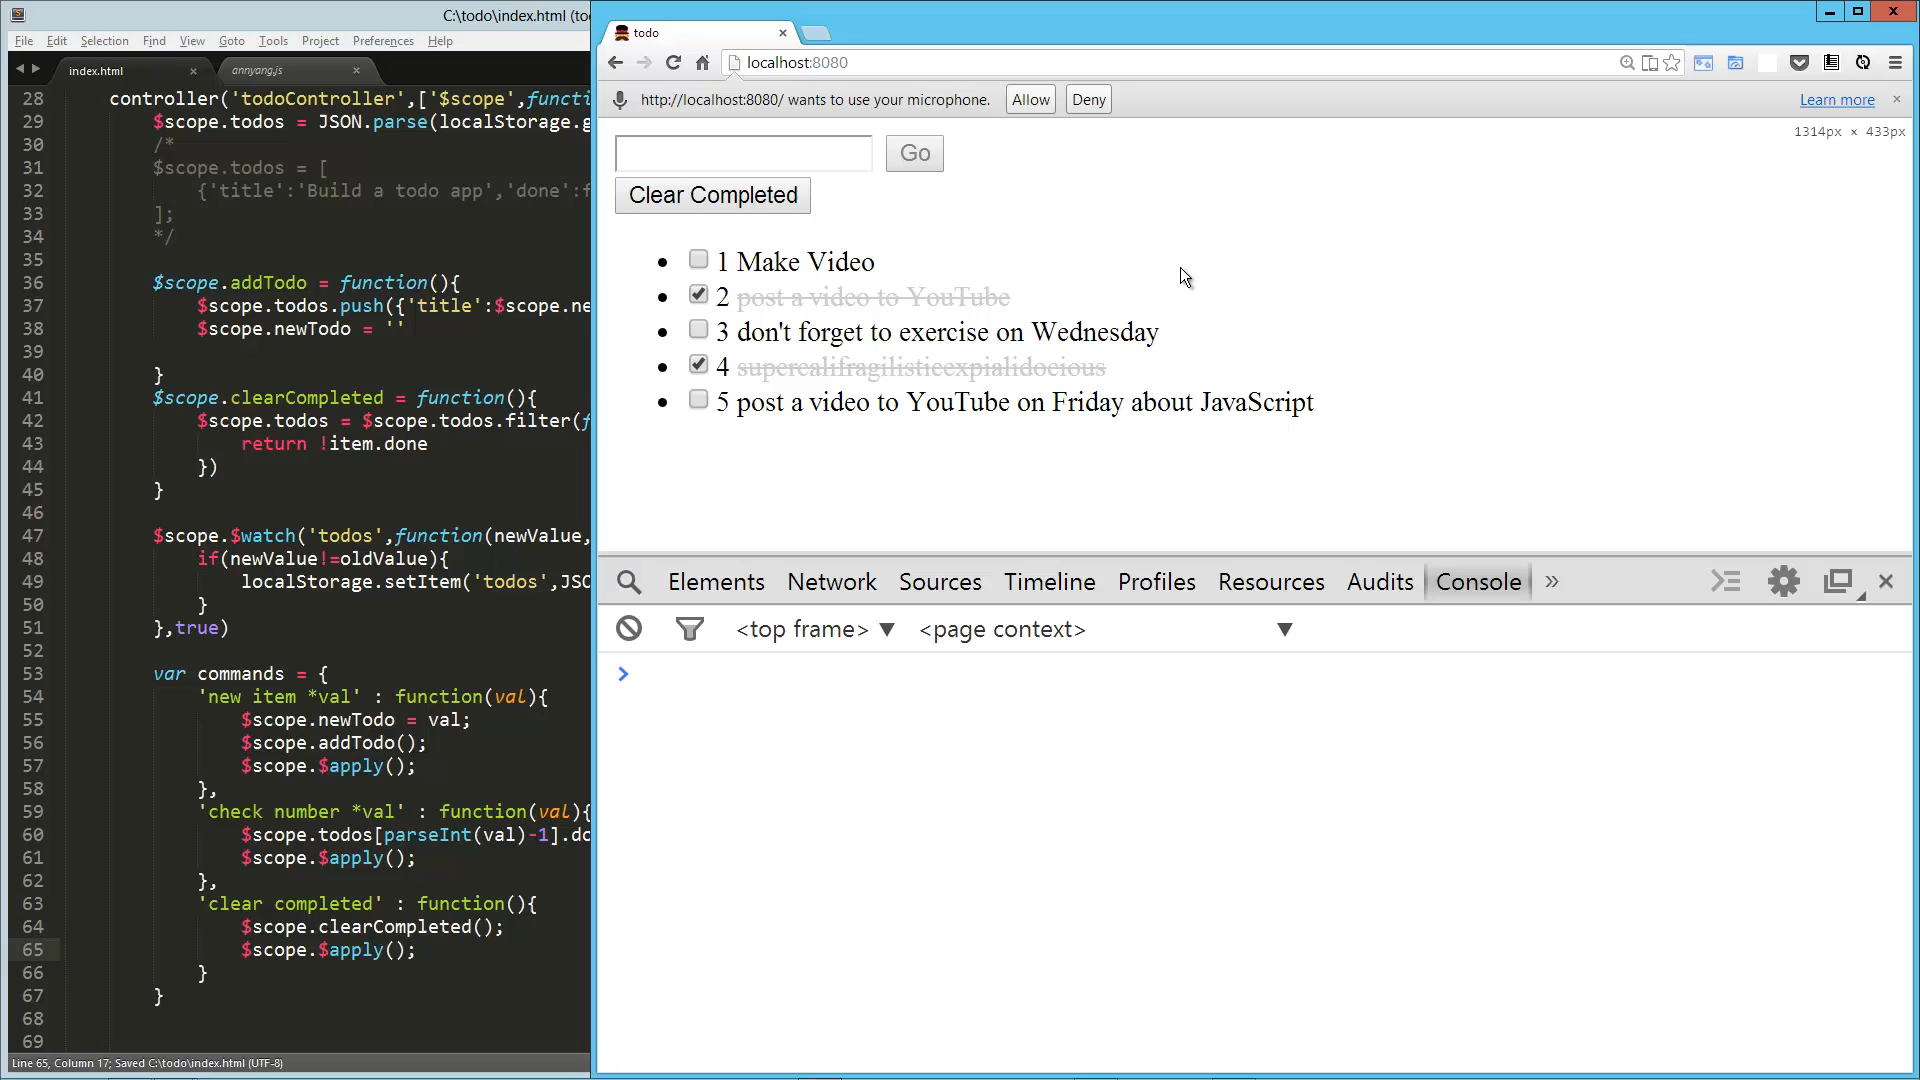 C:\todo\index.html (to
File Edit Selection Find View Goto Tools Project Preferences Help
index.html × annyang.js ×
28 controller('todoController',['$scope',functi
29 $scope.todos = JSON.parse(localStorage.g
30 /*
31 $scope.todos = [
32 {'title':'Build a todo app','done':f
33 ];
34 */
35
36 $scope.addTodo = function(){
37 $scope.todos.push({'title':$scope.ne
38 $scope.newTodo = ''
39
40 }
41 $scope.clearCompleted = function(){
42 $scope.todos = $scope.todos.filter(f
43 return !item.done
44 })
45 }
46
47 $scope.$watch('todos',function(newValue,
48 if(newValue!=oldValue){
49 localStorage.setItem('todos',JSO
50 }
51 },true)
52
53 var commands = {
54 'new item *val' : function(val){
55 $scope.newTodo = val;
56 $scope.addTodo();
57 $scope.$apply();
58 },
59 'check number *val' : function(val){
60 $scope.todos[parseInt(val)-1].do
61 $scope.$apply();
62 },
63 'clear completed' : function(){
64 $scope.clearCompleted();
65 $scope.$apply();
66 }
67 }
68
69
Line 65, Column 17; Saved C:\todo\index.html (UTF-8)
todo ×
localhost:8080
http://localhost:8080/ wants to use your microphone. Allow Deny Learn more ×
1314px × 433px
Go
Clear Completed
• 1 Make Video
• 2 post a video to YouTube
• 3 don't forget to exercise on Wednesday
• 4 supercalifragilisticexpialidocious
• 5 post a video to YouTube on Friday about JavaScript
Elements Network Sources Timeline Profiles Resources Audits Console »
<top frame> ▼ <page context> ▼
>